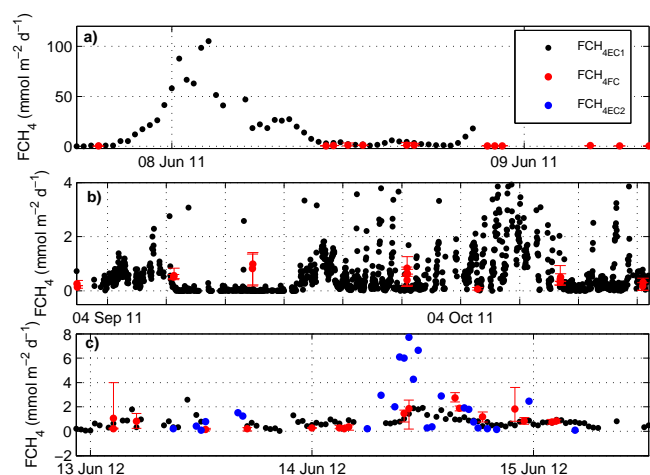 a)
FCH4 (mmol m−2 d−1)
100
50
0
08 Jun 11
09 Jun 11
FCH4EC1
FCH4FC
FCH4EC2
b)
FCH4 (mmol m−2 d−1)
4
2
0
04 Sep 11
04 Oct 11
c)
FCH4 (mmol m−2 d−1)
8
6
4
2
0
−2
13 Jun 12
14 Jun 12
15 Jun 12